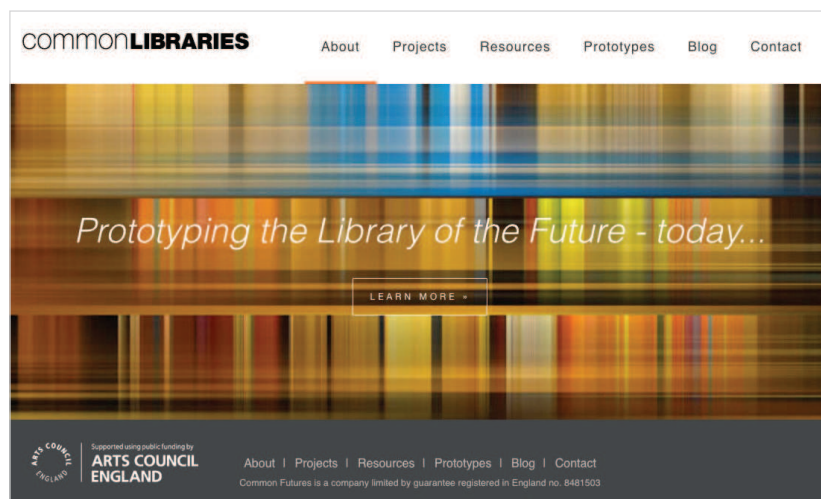 commonLIBRARIES
About Projects Resources Prototypes Blog Contact
Prototyping the Library of the Future - today...
LEARN MORE »
ARTS COUNCIL ENGLAND
Supported using public funding by
ARTS COUNCIL
ENGLAND
About | Projects | Resources | Prototypes | Blog | Contact
Common Futures is a company limited by guarantee registered in England no. 8481503